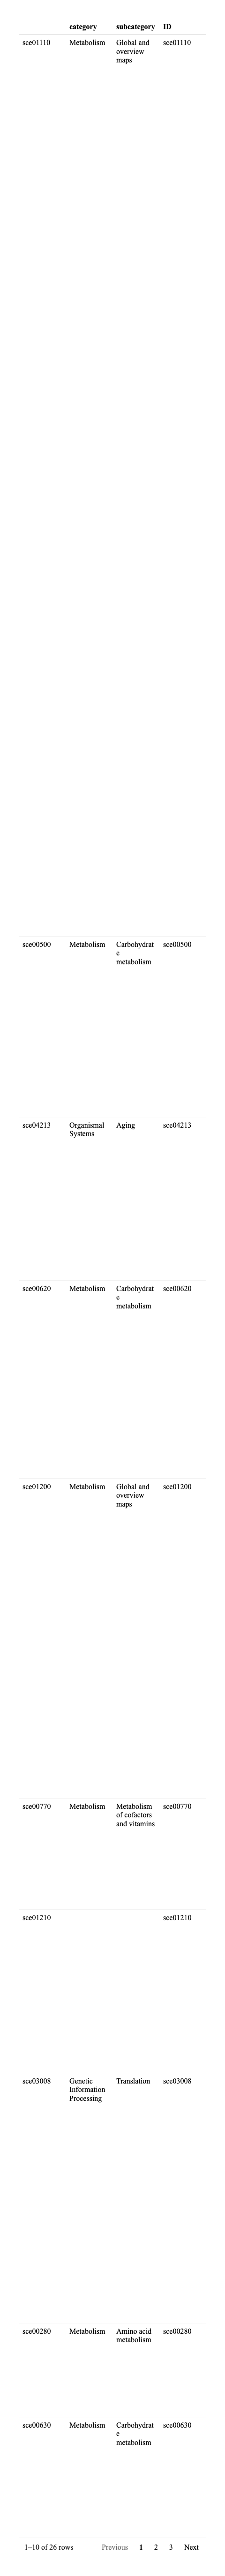 category subcategory ID
sce01110 Metabolism Global and sce01110
overview
maps
sce00500 Metabolism Carbohydrat sce00500
e
metabolism
sce04213 Organismal Aging sce04213
Systems
sce00620 Metabolism Carbohydrat sce00620
e
metabolism
sce01200 Metabolism Global and sce01200
overview
maps
sce00770 Metabolism Metabolism sce00770
of cofactors
and vitamins
sce01210 sce01210
sce03008 Genetic Translation sce03008
Information
Processing
sce00280 Metabolism Amino acid sce00280
metabolism
sce00630 Metabolism Carbohydrat sce00630
e
metabolism
1–10 of 26 rows Previous 1 2 3 Next